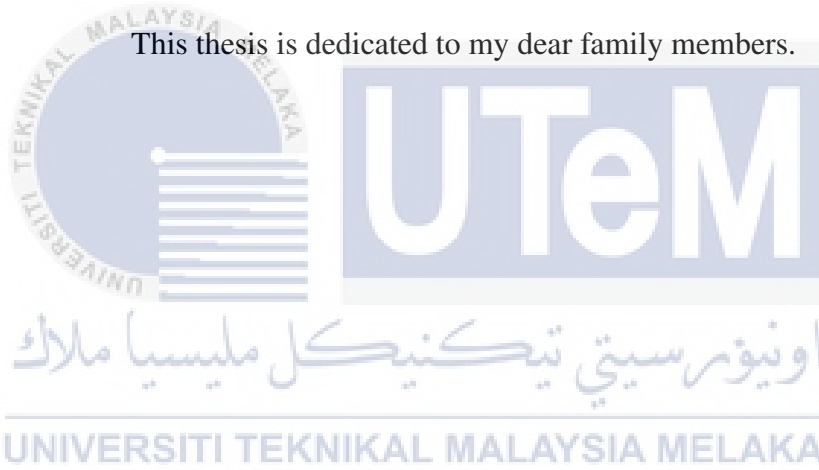 This thesis is dedicated to my dear family members.
UNIVERSITI TEKNIKAL MALAYSIA MELAKA
UTeM
اونيۏرسيتي تيكنيكل مليسيا ملاك
UNIVERSITI TEKNIKAL MALAYSIA MELAKA